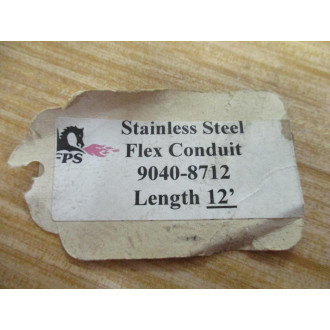 FPS
Stainless Steel
Flex Conduit
9040-8712
Length 12’